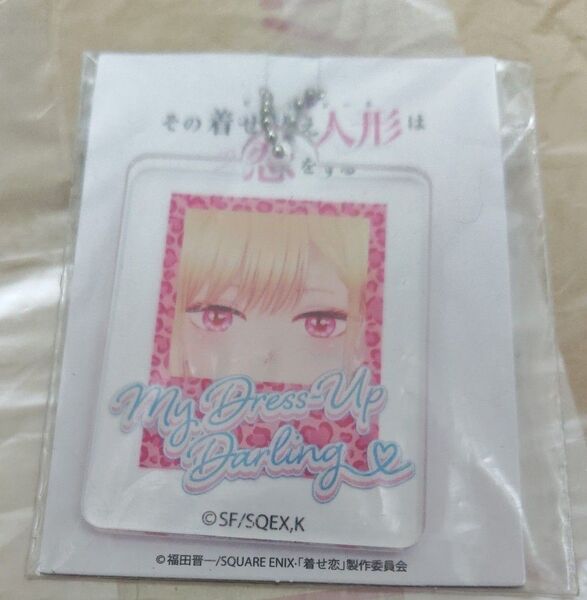 その着せ 人形は
恋をする
My Dress-Up
Darling
©SF/SQEX,K
©福田晋一/SQUARE ENIX・「着せ恋」製作委員会